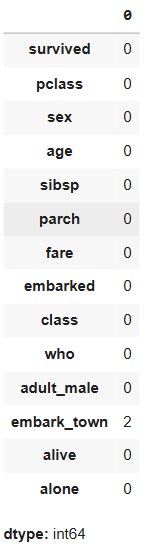 0
survived 0
pclass 0
sex 0
age 0
sibsp 0
parch 0
fare 0
embarked 0
class 0
who 0
adult_male 0
embark_town 2
alive 0
alone 0
dtype: int64